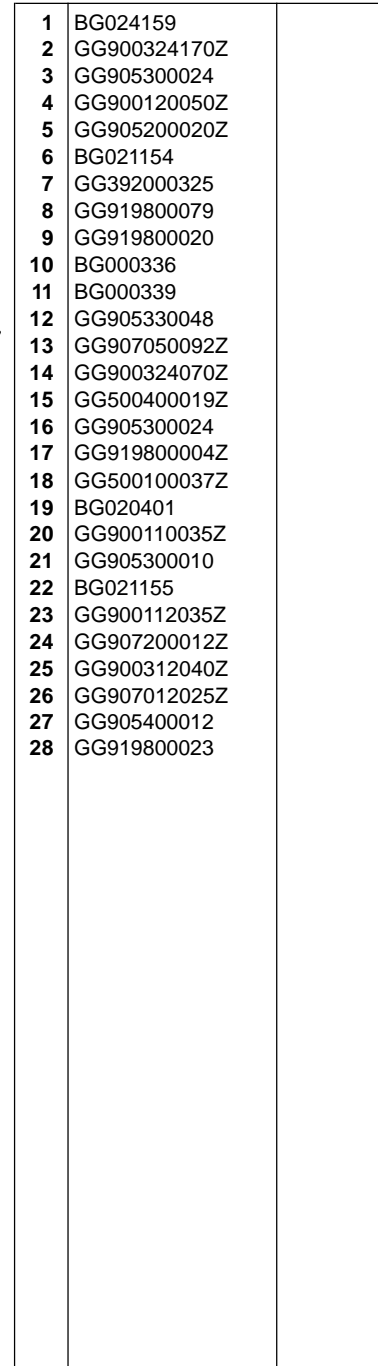 1 BG024159
2 GG900324170Z
3 GG905300024
4 GG900120050Z
5 GG905200020Z
6 BG021154
7 GG392000325
8 GG919800079
9 GG919800020
10 BG000336
11 BG000339
12 GG905330048
13 GG907050092Z
14 GG900324070Z
15 GG500400019Z
16 GG905300024
17 GG919800004Z
18 GG500100037Z
19 BG020401
20 GG900110035Z
21 GG905300010
22 BG021155
23 GG900112035Z
24 GG907200012Z
25 GG900312040Z
26 GG907012025Z
27 GG905400012
28 GG919800023